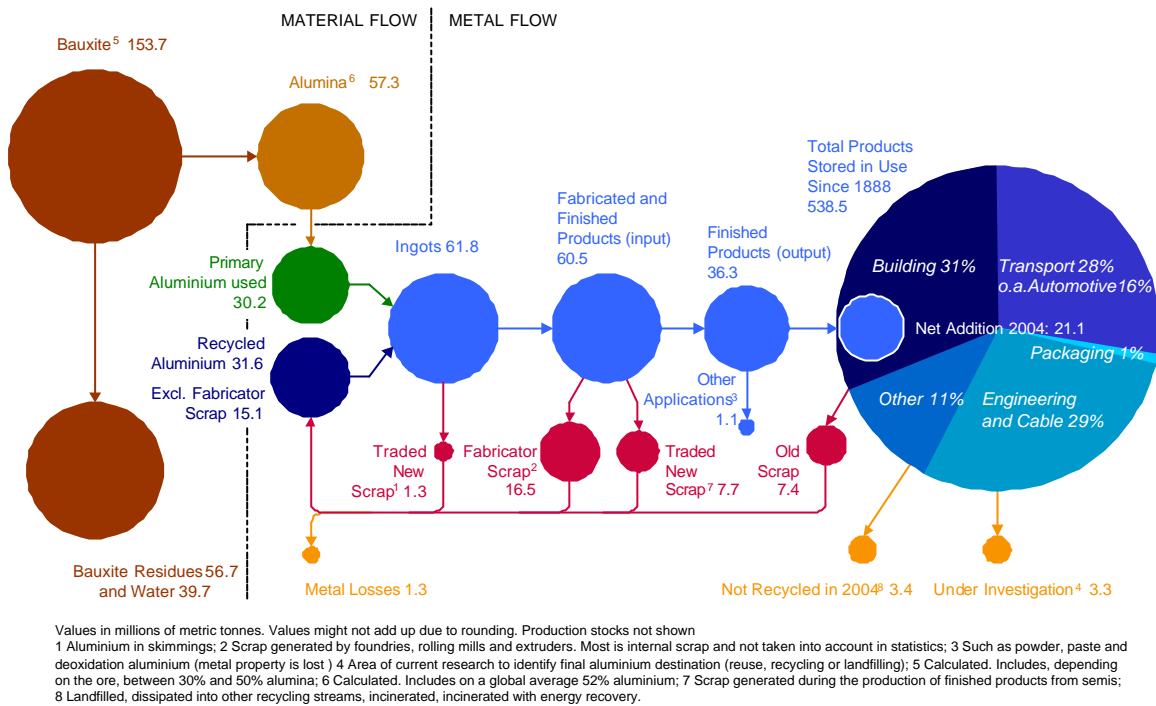 MATERIAL FLOW
METAL FLOW
Bauxite⁵ 153.7
Alumina⁶ 57.3
Total Products
Stored in Use
Since 1888
538.5
Fabricated and
Finished
Products (input)
60.5
Finished
Products (output)
36.3
Ingots 61.8
Primary
Aluminium used
30.2
Building 31%
Transport 28%
o.a.Automotive 16%
Net Addition 2004: 21.1
Recycled
Aluminium 31.6
Excl. Fabricator
Scrap 15.1
Packaging 1%
Other
Applications³
1.1
Other 11%
Engineering
and Cable 29%
Traded
New
Scrap¹ 1.3
Fabricator
Scrap²
16.5
Traded
New
Scrap⁷ 7.7
Old
Scrap
7.4
Bauxite Residues 56.7
and Water 39.7
Metal Losses 1.3
Not Recycled in 2004⁸ 3.4
Under Investigation⁴ 3.3
Values in millions of metric tonnes. Values might not add up due to rounding. Production stocks not shown
1 Aluminium in skimmings; 2 Scrap generated by foundries, rolling mills and extruders. Most is internal scrap and not taken into account in statistics; 3 Such as powder, paste and
deoxidation aluminium (metal property is lost ) 4 Area of current research to identify final aluminium destination (reuse, recycling or landfilling); 5 Calculated. Includes, depending
on the ore, between 30% and 50% alumina; 6 Calculated. Includes on a global average 52% aluminium; 7 Scrap generated during the production of finished products from semis;
8 Landfilled, dissipated into other recycling streams, incinerated, incinerated with energy recovery.